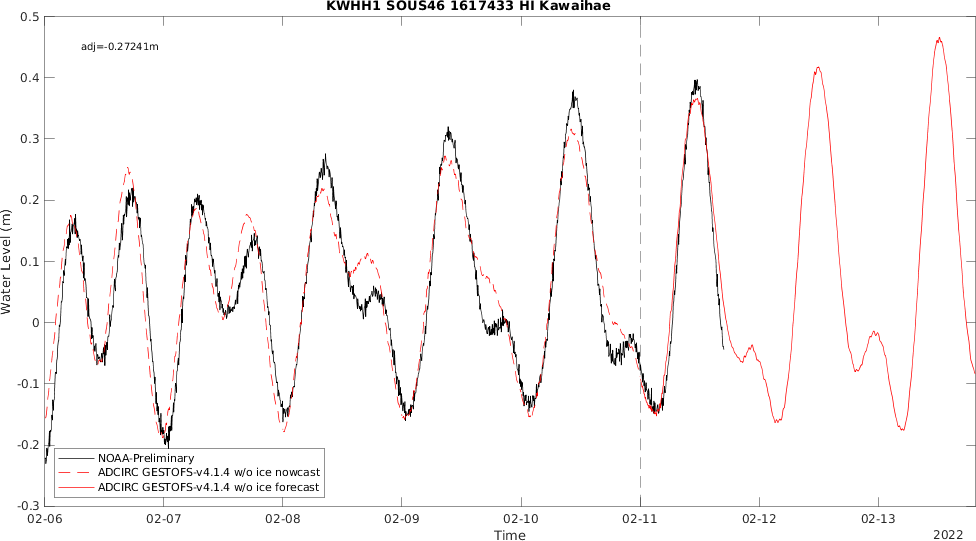 KWHH1 SOUS46 1617433 HI Kawaihae
adj=-0.27241m
0.5
0.4
0.3
0.2
0.1
0
-0.1
-0.2
-0.3
Water Level (m)
NOAA-Preliminary
ADCIRC GESTOFS-v4.1.4 w/o ice nowcast
ADCIRC GESTOFS-v4.1.4 w/o ice forecast
02-06 02-07 02-08 02-09 02-10 02-11 02-12 02-13
Time
2022